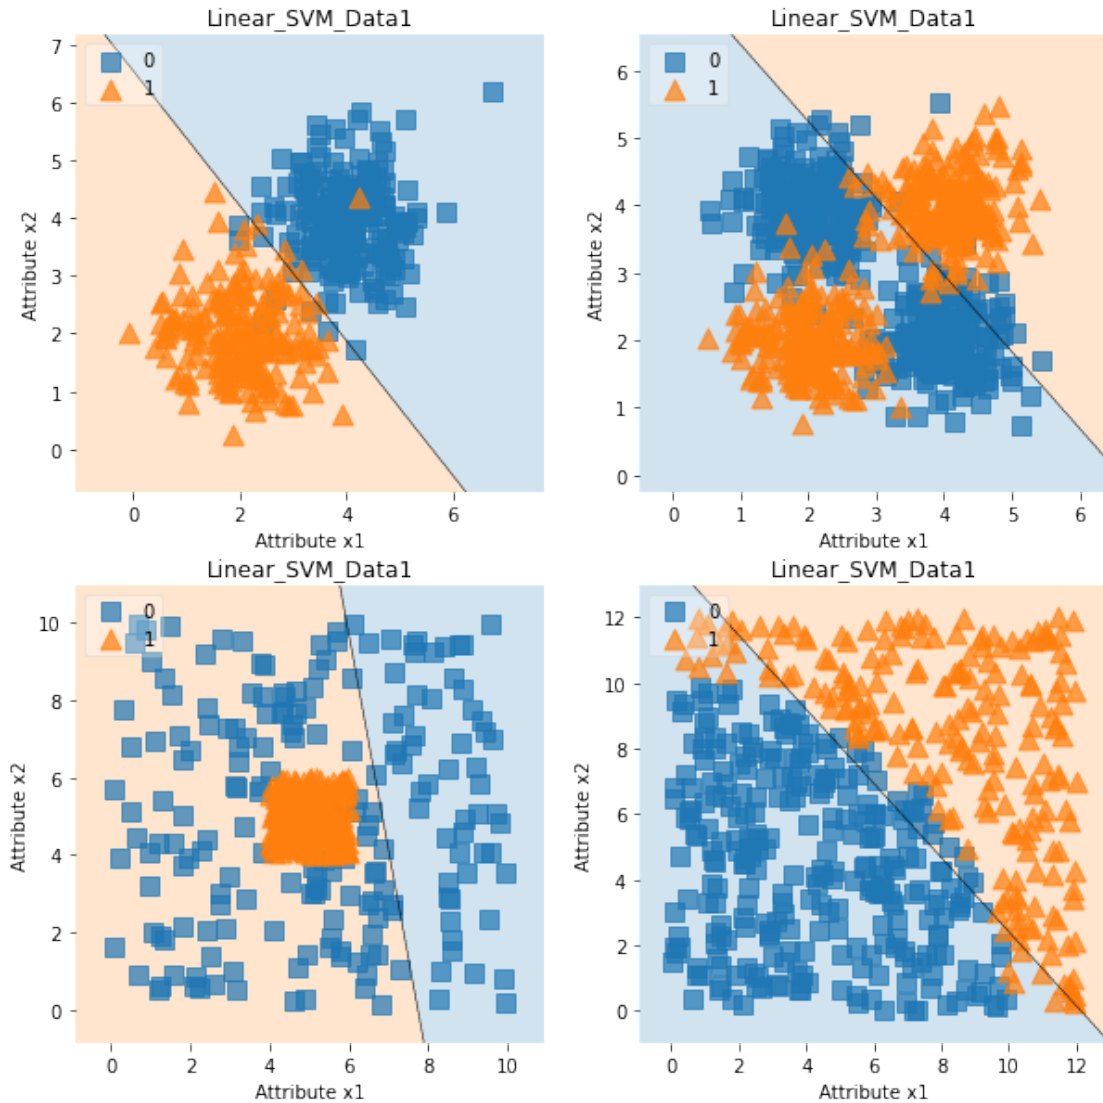 Linear_SVM_Data1
7
6
5
4
3
2
1
0
0
1
0 2 4 6
Attribute x1
Attribute x2
Linear_SVM_Data1
6
5
4
3
2
1
0
0
1
0 1 2 3 4 5 6
Attribute x1
Attribute x2
Linear_SVM_Data1
10
8
6
4
2
0
0
1
0 2 4 6 8 10
Attribute x1
Attribute x2
Linear_SVM_Data1
12
10
8
6
4
2
0
0
1
0 2 4 6 8 10 12
Attribute x1
Attribute x2